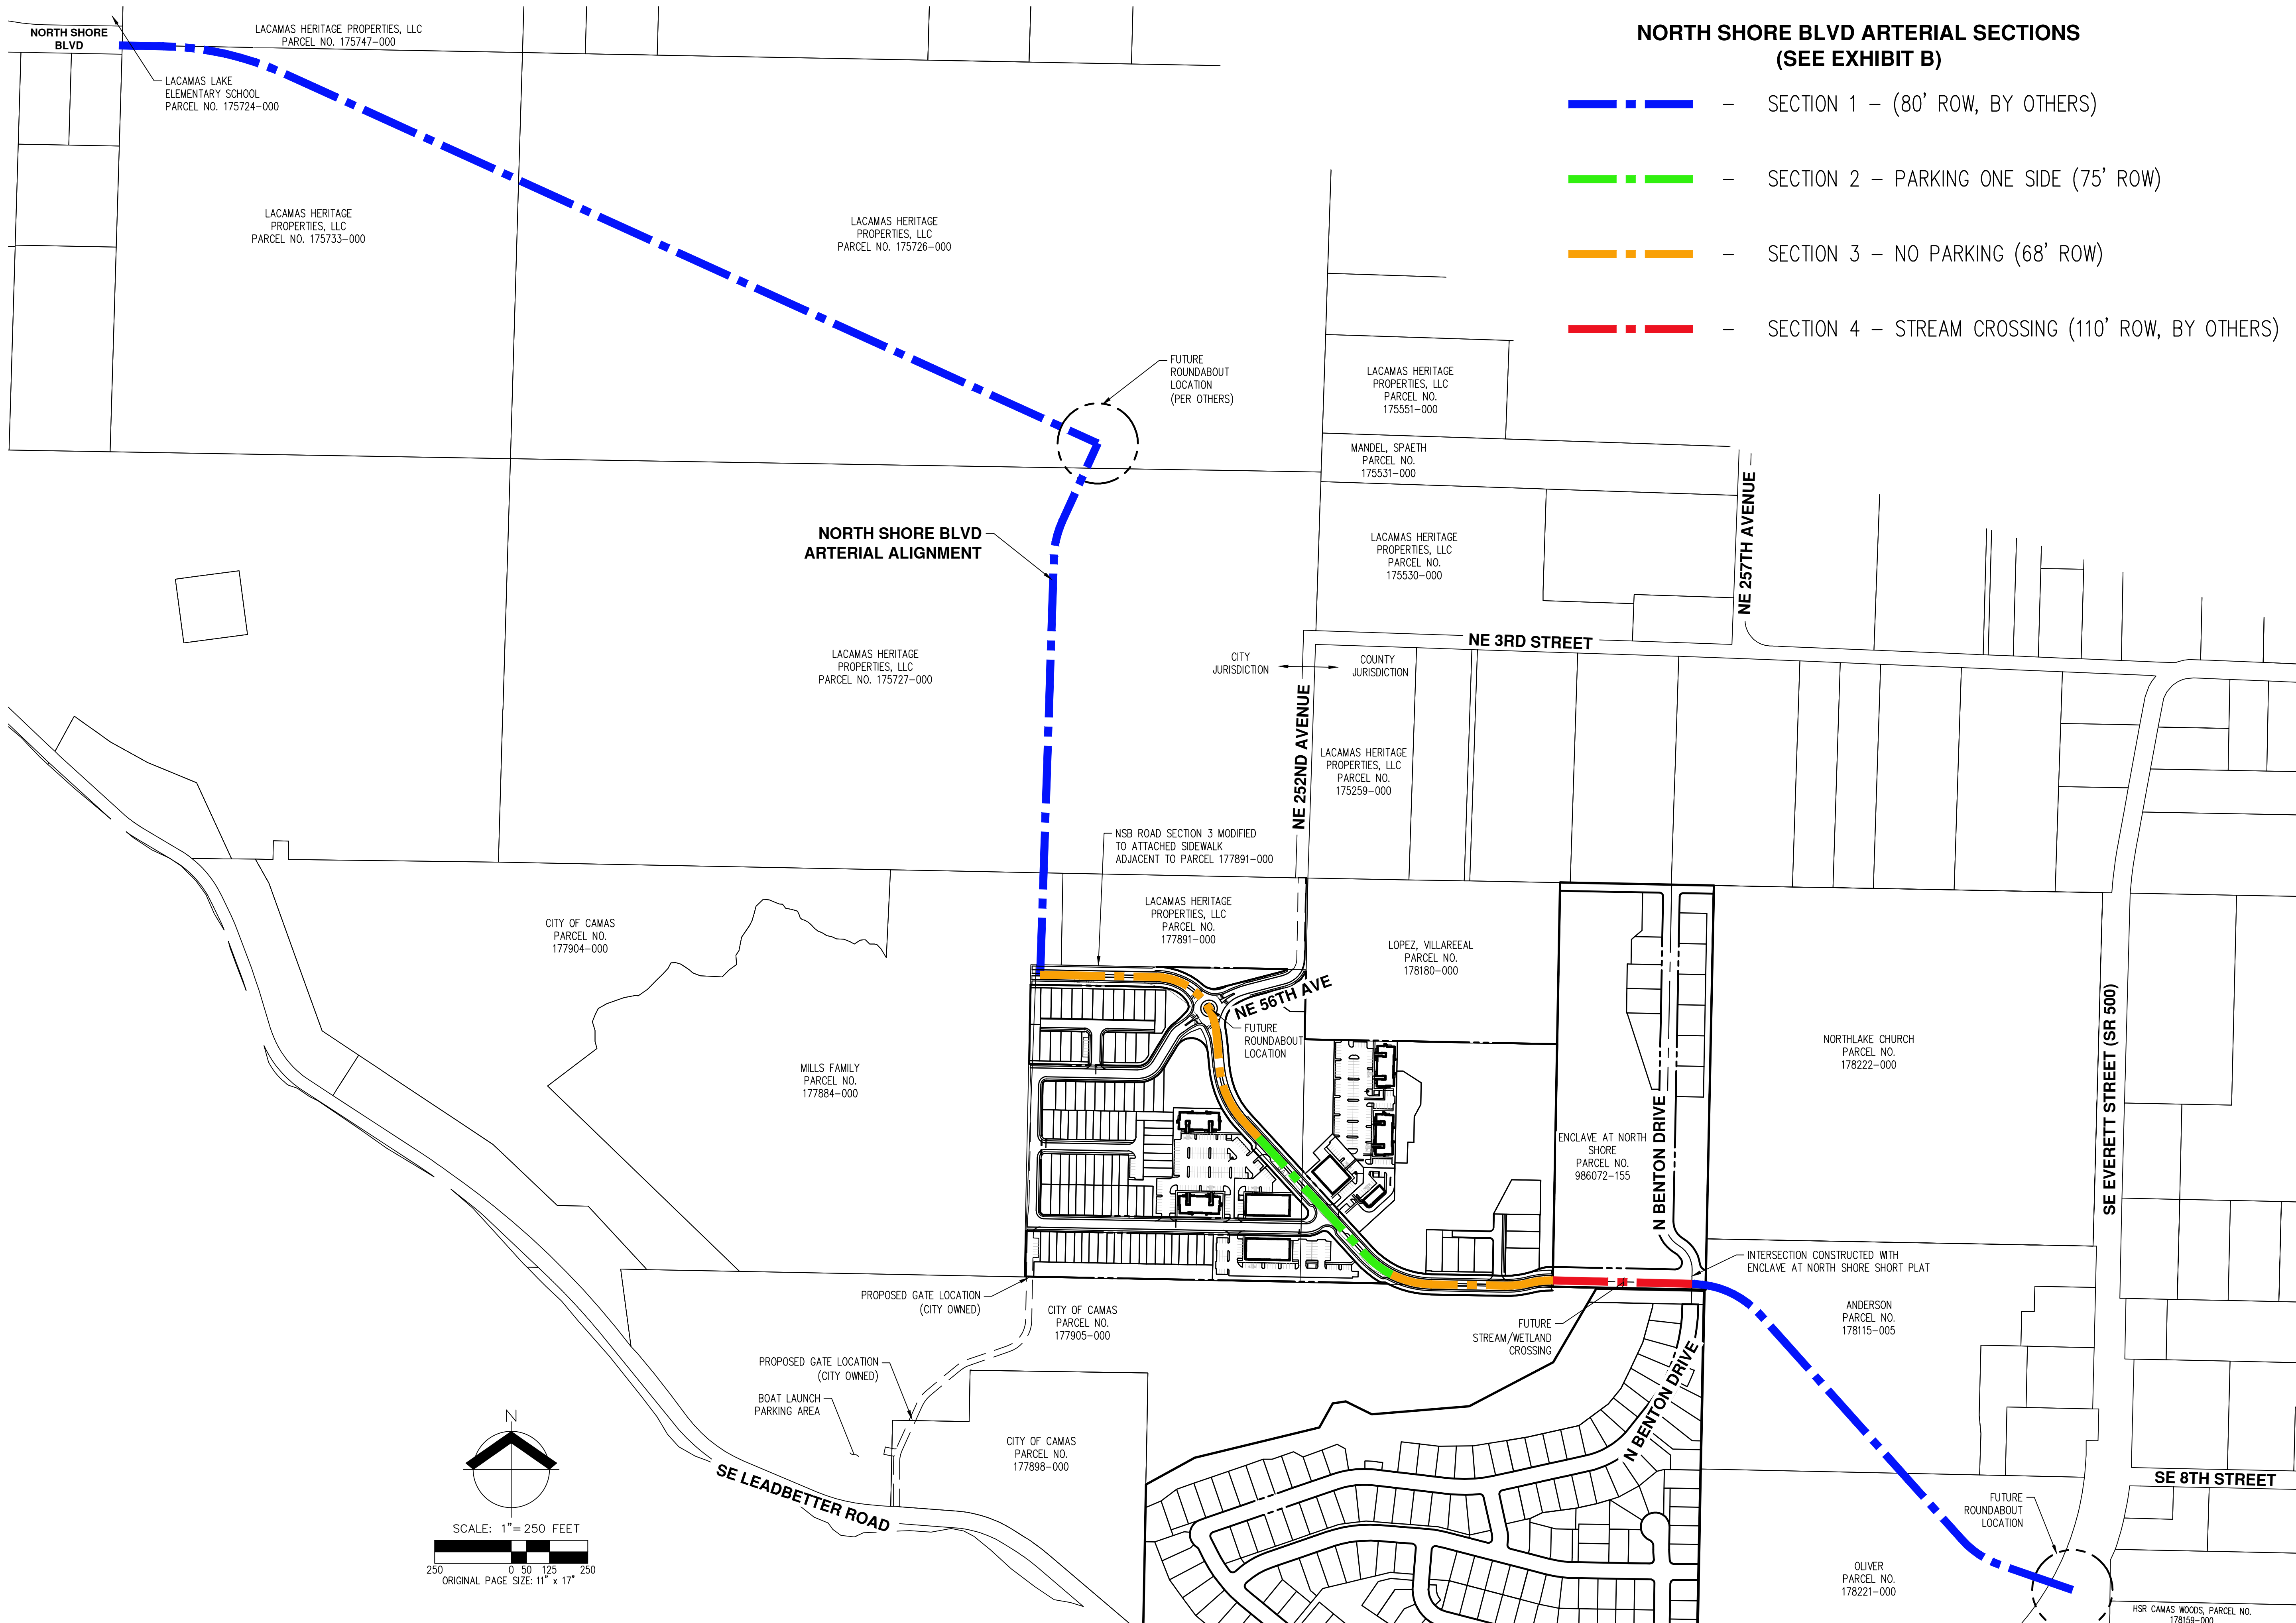 NORTH SHORE BLVD ARTERIAL SECTIONS
(SEE EXHIBIT B)
– SECTION 1 – (80' ROW, BY OTHERS)
– SECTION 2 – PARKING ONE SIDE (75' ROW)
– SECTION 3 – NO PARKING (68' ROW)
– SECTION 4 – STREAM CROSSING (110' ROW, BY OTHERS)
NORTH SHORE
BLVD
LACAMAS HERITAGE PROPERTIES, LLC
PARCEL NO. 175747-000
LACAMAS LAKE
ELEMENTARY SCHOOL
PARCEL NO. 175724-000
LACAMAS HERITAGE
PROPERTIES, LLC
PARCEL NO. 175733-000
LACAMAS HERITAGE
PROPERTIES, LLC
PARCEL NO. 175726-000
FUTURE
ROUNDABOUT
LOCATION
(PER OTHERS)
LACAMAS HERITAGE
PROPERTIES, LLC
PARCEL NO.
175551-000
MANDEL, SPAETH
PARCEL NO.
175531-000
NE 257TH AVENUE
NORTH SHORE BLVD
ARTERIAL ALIGNMENT
LACAMAS HERITAGE
PROPERTIES, LLC
PARCEL NO.
175530-000
NE 3RD STREET
LACAMAS HERITAGE
PROPERTIES, LLC
PARCEL NO. 175727-000
CITY
JURISDICTION
COUNTY
JURISDICTION
NE 252ND AVENUE
LACAMAS HERITAGE
PROPERTIES, LLC
PARCEL NO.
175259-000
NSB ROAD SECTION 3 MODIFIED
TO ATTACHED SIDEWALK
ADJACENT TO PARCEL 177891-000
CITY OF CAMAS
PARCEL NO.
177904-000
LACAMAS HERITAGE
PROPERTIES, LLC
PARCEL NO.
177891-000
LOPEZ, VILLAREEAL
PARCEL NO.
178180-000
NE 56TH AVE
FUTURE
ROUNDABOUT
LOCATION
MILLS FAMILY
PARCEL NO.
177884-000
NORTHLAKE CHURCH
PARCEL NO.
178222-000
SE EVERETT STREET (SR 500)
ENCLAVE AT NORTH
SHORE
PARCEL NO.
986072-155
N BENTON DRIVE
INTERSECTION CONSTRUCTED WITH
ENCLAVE AT NORTH SHORE SHORT PLAT
PROPOSED GATE LOCATION
(CITY OWNED)
CITY OF CAMAS
PARCEL NO.
177905-000
ANDERSON
PARCEL NO.
178115-005
FUTURE
STREAM/WETLAND
CROSSING
PROPOSED GATE LOCATION
(CITY OWNED)
BOAT LAUNCH
PARKING AREA
N BENTON DRIVE
CITY OF CAMAS
PARCEL NO.
177898-000
SE LEADBETTER ROAD
SE 8TH STREET
FUTURE
ROUNDABOUT
LOCATION
OLIVER
PARCEL NO.
178221-000
HSR CAMAS WOODS, PARCEL NO.
178159-000
N
SCALE: 1"= 250 FEET
250 0 50 125 250
ORIGINAL PAGE SIZE: 11" x 17"